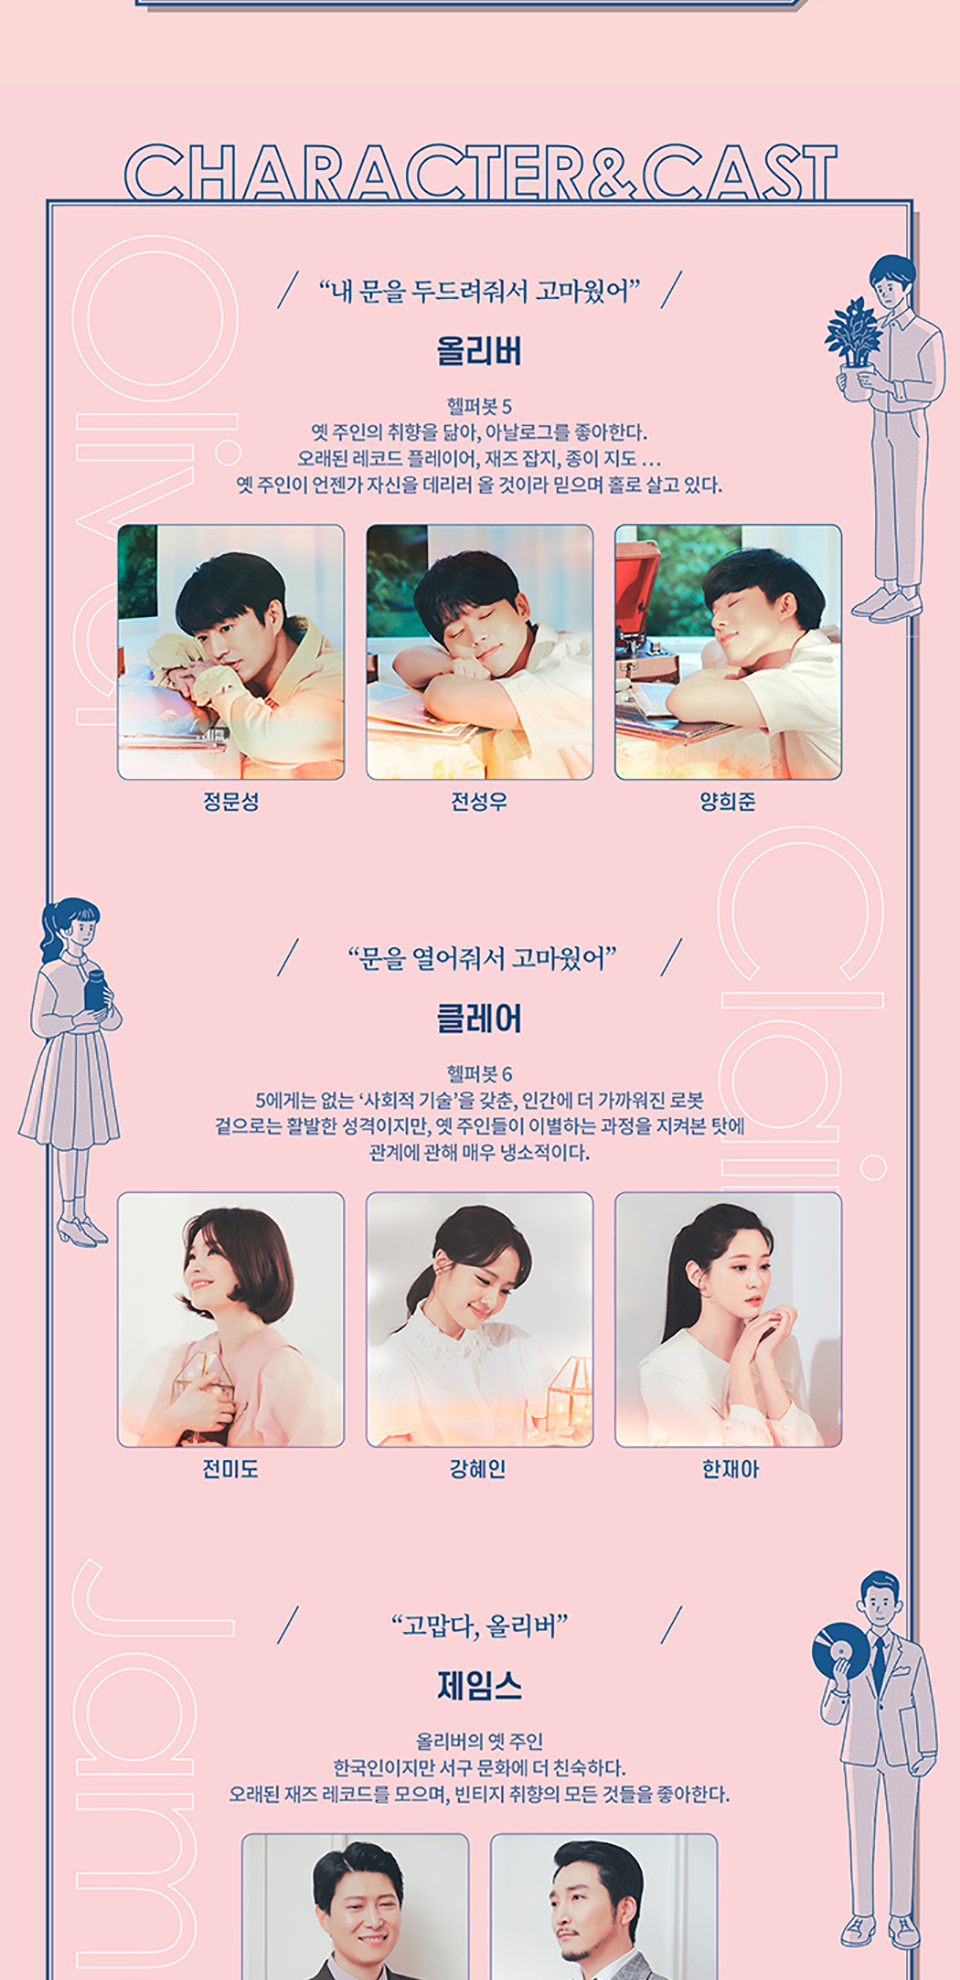 CHARACTER&CAST
Oliver
“내 문을 두드려줘서 고마웠어”
올리버
헬퍼봇 5
옛 주인의 취향을 닮아, 아날로그를 좋아한다.
오래된 레코드 플레이어, 재즈 잡지, 종이 지도 …
옛 주인이 언젠가 자신을 데리러 올 것이라 믿으며 홀로 살고 있다.
정문성 전성우 양희준
Clai
“문을 열어줘서 고마웠어”
클레어
헬퍼봇 6
5에게는 없는 ‘사회적 기술’을 갖춘, 인간에 더 가까워진 로봇
겉으로는 활발한 성격이지만, 옛 주인들이 이별하는 과정을 지켜본 탓에
관계에 관해 매우 냉소적이다.
전미도 강혜인 한재아
Jam
“고맙다, 올리버”
제임스
올리버의 옛 주인
한국인이지만 서구 문화에 더 친숙하다.
오래된 재즈 레코드를 모으며, 빈티지 취향의 모든 것들을 좋아한다.